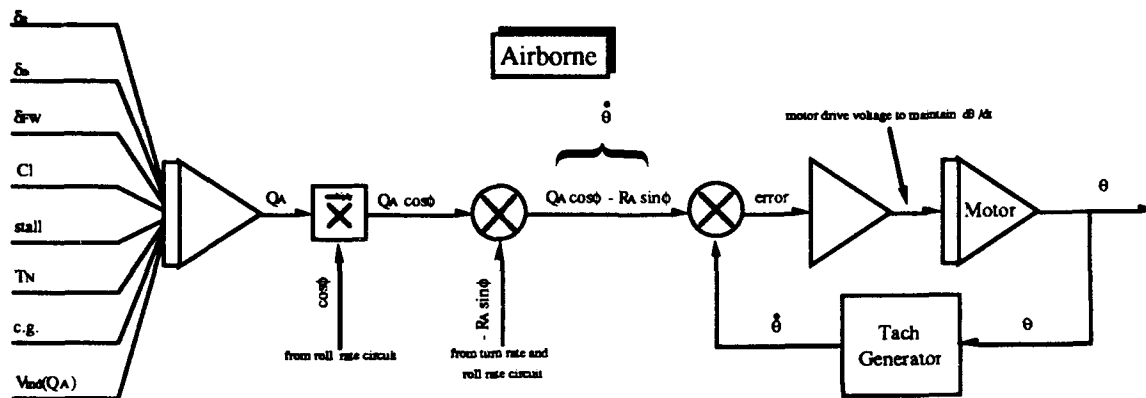 Airborne
δFW
Cl
stall
TN
c.g.
Vind(QA)
QA
X
cosϕ
from roll rate circuit
QA cosϕ
- RA sinϕ
from turn rate and
roll rate circuit
θ̇
QA cosϕ - RA sinϕ
error
motor drive voltage to maintain dθ/dt
Motor
θ
θ
Tach
Generator
θ̇